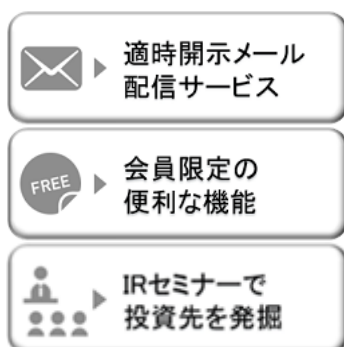 適時開示メール
配信サービス
FREE
会員限定の
便利な機能
IRセミナーで
投資先を発掘